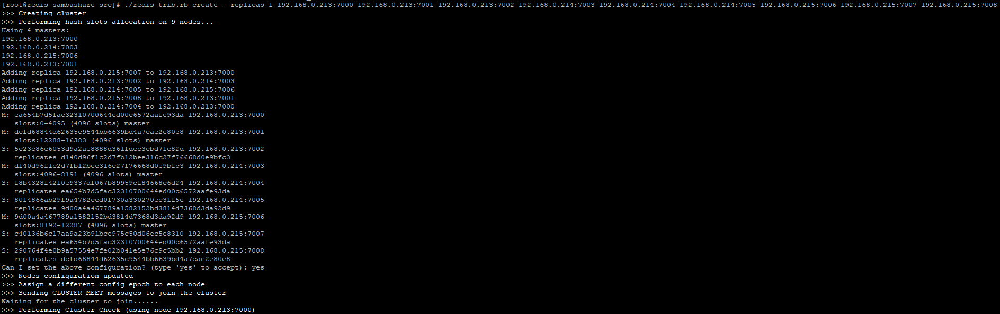 [root@redis-sambashare src]# ./redis-trib.rb create --replicas 1 192.168.0.213:7000 192.168.0.213:7001 192.168.0.213:7002 192.168.0.214:7003 192.168.0.214:7004 192.168.0.214:7005 192.168.0.215:7006 192.168.0.215:7007 192.168.0.215:7008
>>> Creating cluster
>>> Performing hash slots allocation on 9 nodes...
Using 4 masters:
192.168.0.213:7000
192.168.0.214:7003
192.168.0.215:7006
192.168.0.213:7001
Adding replica 192.168.0.215:7007 to 192.168.0.213:7000
Adding replica 192.168.0.213:7002 to 192.168.0.214:7003
Adding replica 192.168.0.214:7005 to 192.168.0.215:7006
Adding replica 192.168.0.215:7008 to 192.168.0.213:7001
Adding replica 192.168.0.214:7004 to 192.168.0.213:7000
M: ea654b7d5fac32310700644ed00c6572aafe93da 192.168.0.213:7000
   slots:0-4095 (4096 slots) master
M: dcfd68844d62635c9544bb6639bd4a7cae2e80e8 192.168.0.213:7001
   slots:12288-16383 (4096 slots) master
S: 5c23c86e6053d9a2ae8888d361fdec3cbd71e82d 192.168.0.213:7002
   replicates d140d96f1c2d7fb12bee316c27f76668d0e9bfc3
M: d140d96f1c2d7fb12bee316c27f76668d0e9bfc3 192.168.0.214:7003
   slots:4096-8191 (4096 slots) master
S: f8b4328f4210e9337df067b89959cf84668c6d24 192.168.0.214:7004
   replicates ea654b7d5fac32310700644ed00c6572aafe93da
S: 8014866ab29f9a4782ced0f730a330270ec31f5e 192.168.0.214:7005
   replicates 9d00a4a467789a1582152bd3814d7368d3da92d9
M: 9d00a4a467789a1582152bd3814d7368d3da92d9 192.168.0.215:7006
   slots:8192-12287 (4096 slots) master
S: c40136b6c17aa9a23b91bce975c50d06ec5e8310 192.168.0.215:7007
   replicates ea654b7d5fac32310700644ed00c6572aafe93da
S: 290764f4e0b9a57554e7fe02b041e5e76c9c5bb2 192.168.0.215:7008
   replicates dcfd68844d62635c9544bb6639bd4a7cae2e80e8
Can I set the above configuration? (type 'yes' to accept): yes
>>> Nodes configuration updated
>>> Assign a different config epoch to each node
>>> Sending CLUSTER MEET messages to join the cluster
Waiting for the cluster to join......
>>> Performing Cluster Check (using node 192.168.0.213:7000)